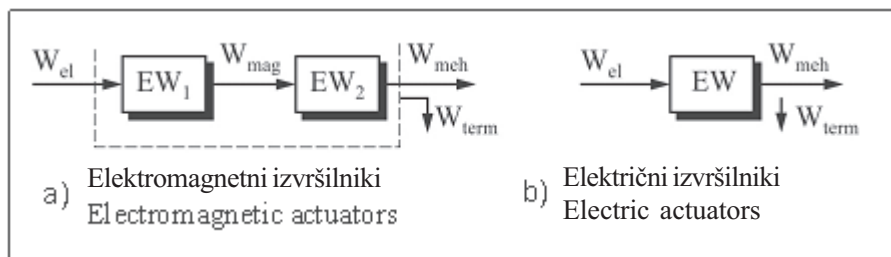 W_el EW_1 W_mag EW_2 W_meh
W_term
a) Elektromagnetni izvršilniki
Electromagnetic actuators
W_el EW W_meh
W_term
b) Električni izvršilniki
Electric actuators